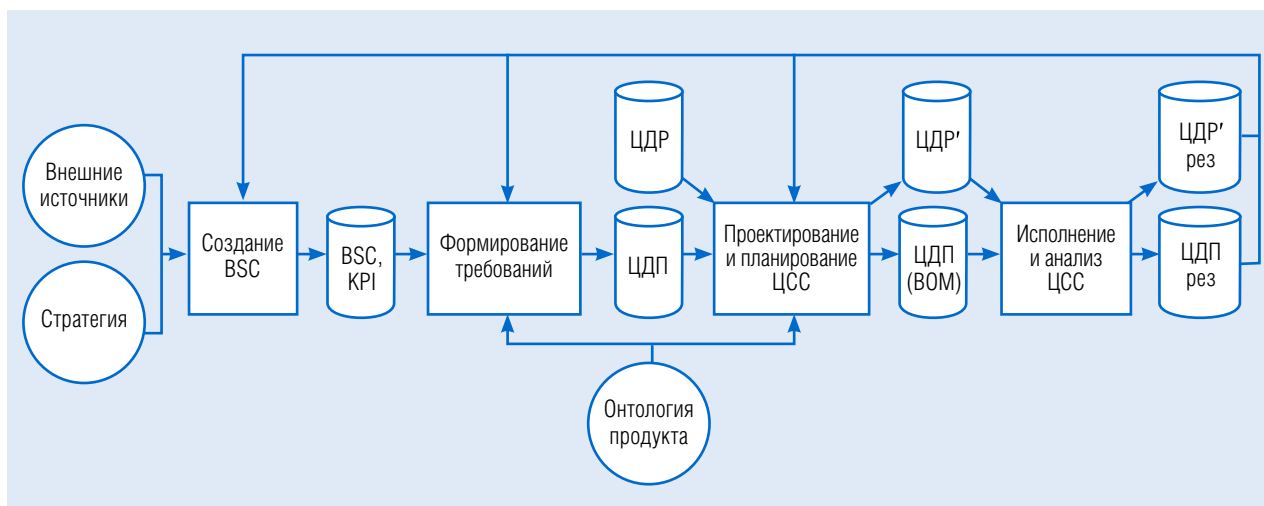 Внешние
источники
Стратегия
Создание
BSC
BSC,
KPI
Формирование
требований
ЦДР
ЦДП
Проектирование
и планирование
ЦСС
ЦДР'
ЦДП
(BOM)
Исполнение
и анализ
ЦСС
ЦДР'
рез
ЦДП
рез
Онтология
продукта